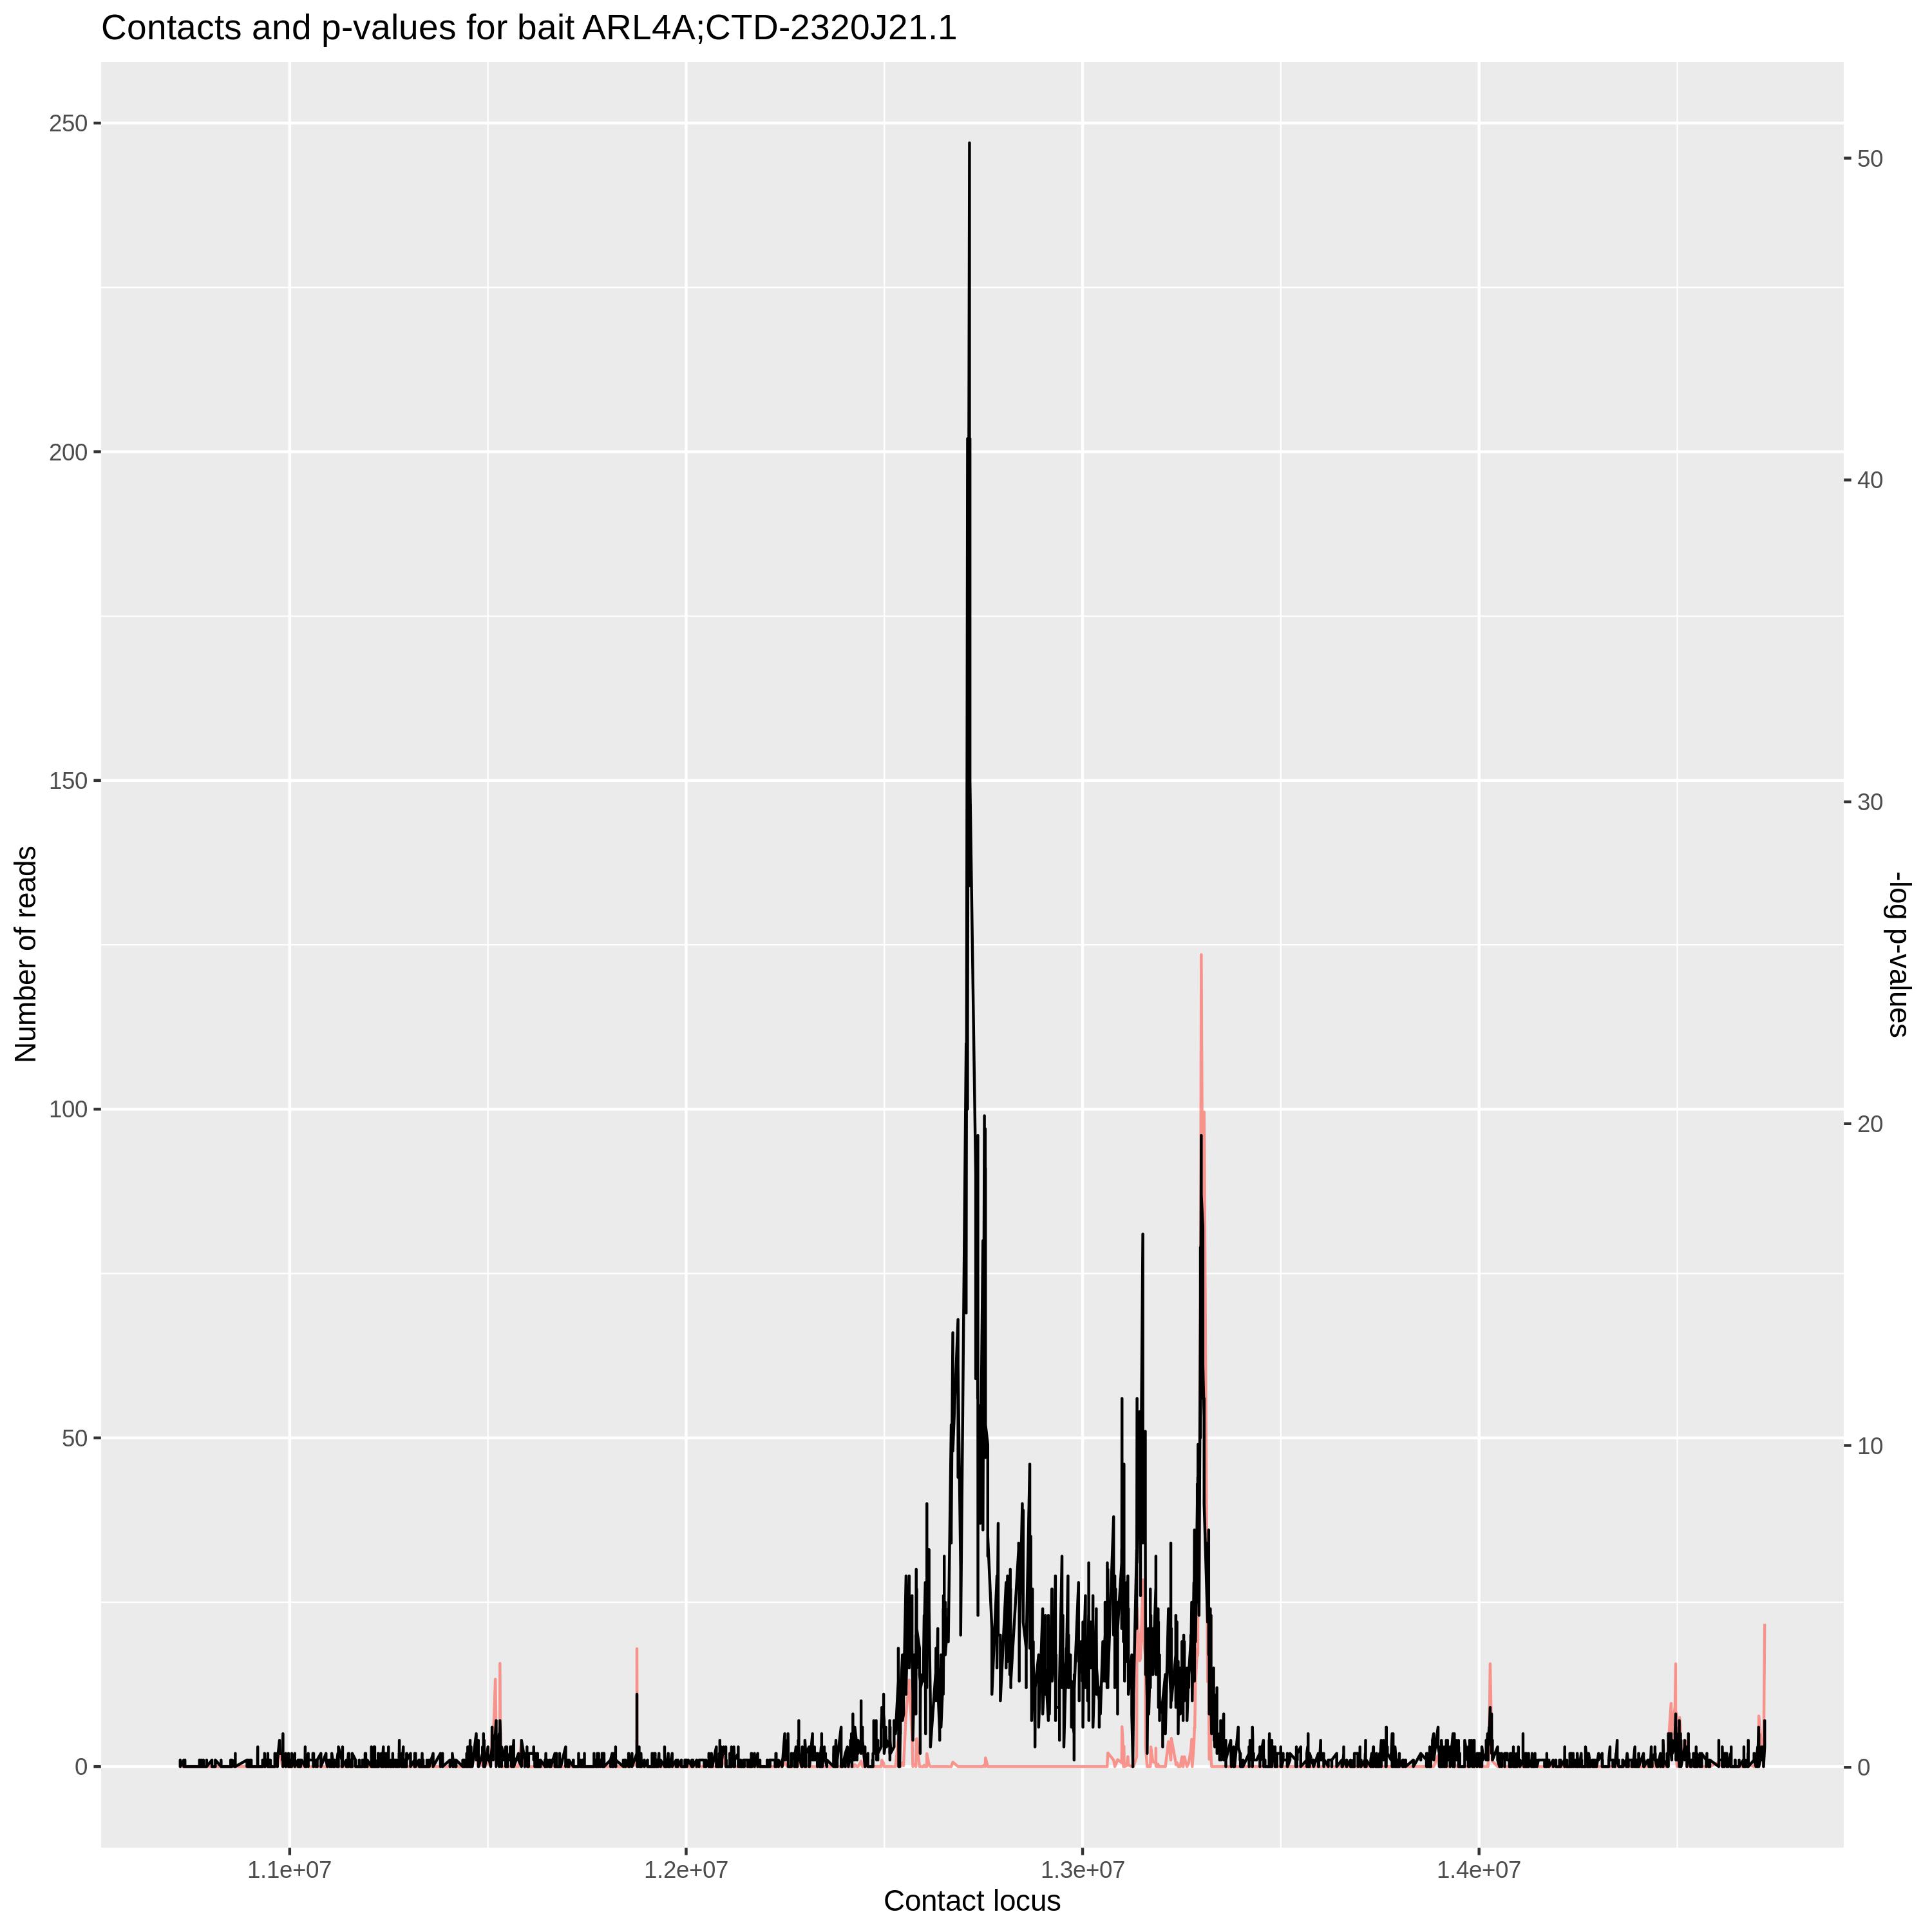 Contacts and p-values for bait ARL4A;CTD-2320J21.1
250
200
150
100
50
0
50
40
30
20
10
0
Number of reads
-log p-values
1.1e+07
1.2e+07
1.3e+07
1.4e+07
Contact locus